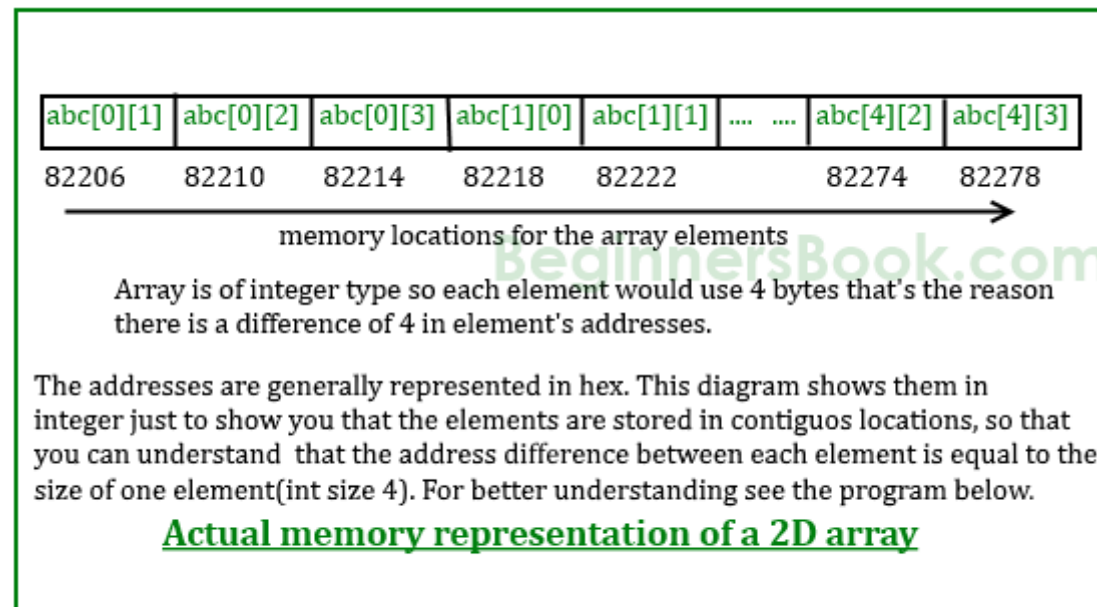 abc[0][1] abc[0][2] abc[0][3] abc[1][0] abc[1][1] .... .... abc[4][2] abc[4][3]
82206 82210 82214 82218 82222 82274 82278
memory locations for the array elements
BeginnersBook.com
Array is of integer type so each element would use 4 bytes that's the reason
there is a difference of 4 in element's addresses.
The addresses are generally represented in hex. This diagram shows them in
integer just to show you that the elements are stored in contiguos locations, so that
you can understand that the address difference between each element is equal to the
size of one element(int size 4). For better understanding see the program below.
Actual memory representation of a 2D array